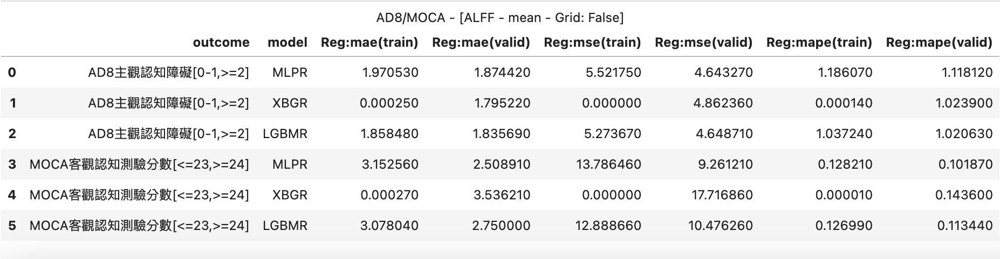 AD8/MOCA - [ALFF - mean - Grid: False]
outcome model Reg:mae(train) Reg:mae(valid) Reg:mse(train) Reg:mse(valid) Reg:mape(train) Reg:mape(valid)
0 AD8主觀認知障礙[0-1,>=2] MLPR 1.970530 1.874420 5.521750 4.643270 1.186070 1.118120
1 AD8主觀認知障礙[0-1,>=2] XBGR 0.000250 1.795220 0.000000 4.862360 0.000140 1.023900
2 AD8主觀認知障礙[0-1,>=2] LGBMR 1.858480 1.835690 5.273670 4.648710 1.037240 1.020630
3 MOCA客觀認知測驗分數[<=23,>=24] MLPR 3.152560 2.508910 13.786460 9.261210 0.128210 0.101870
4 MOCA客觀認知測驗分數[<=23,>=24] XBGR 0.000270 3.536210 0.000000 17.716860 0.000010 0.143600
5 MOCA客觀認知測驗分數[<=23,>=24] LGBMR 3.078040 2.750000 12.888660 10.476260 0.126990 0.113440